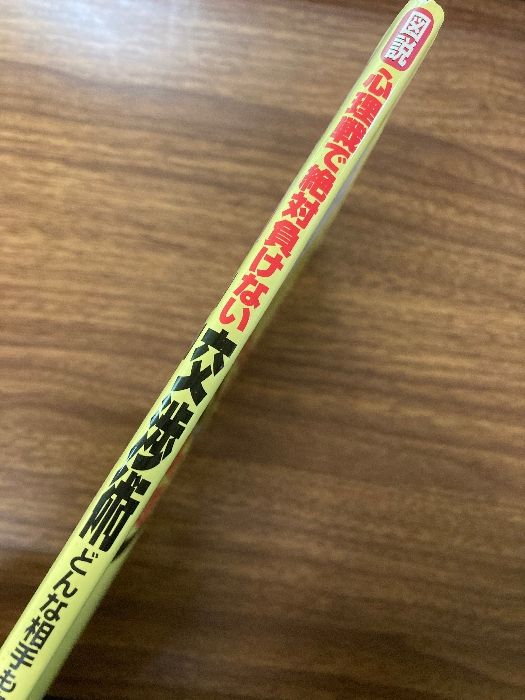 図説
心理戦で絶対負けない
交渉術
どんな相手も